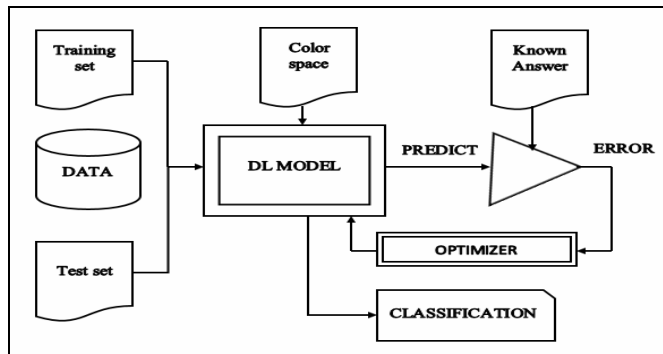 Training
set
Color
space
Known
Answer
DATA
DL MODEL
PREDICT
ERROR
OPTIMIZER
Test set
CLASSIFICATION